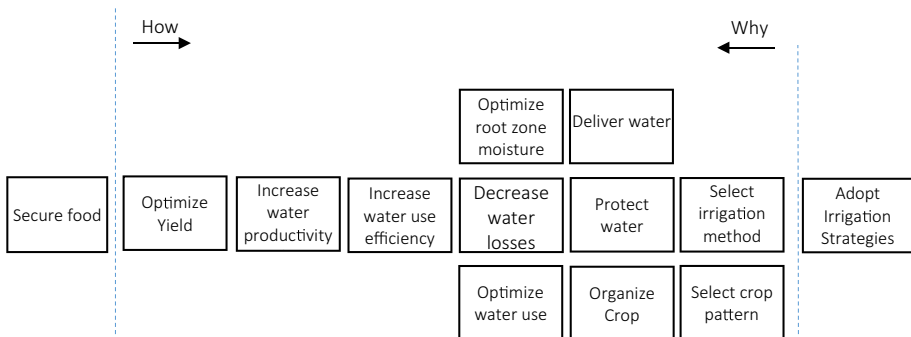 How
Why
Optimize
root zone
moisture
Deliver water
Secure food
Optimize
Yield
Increase
water
productivity
Increase
water use
efficiency
Decrease
water
losses
Protect
water
Select
irrigation
method
Adopt
Irrigation
Strategies
Optimize
water use
Organize
Crop
Select crop
pattern